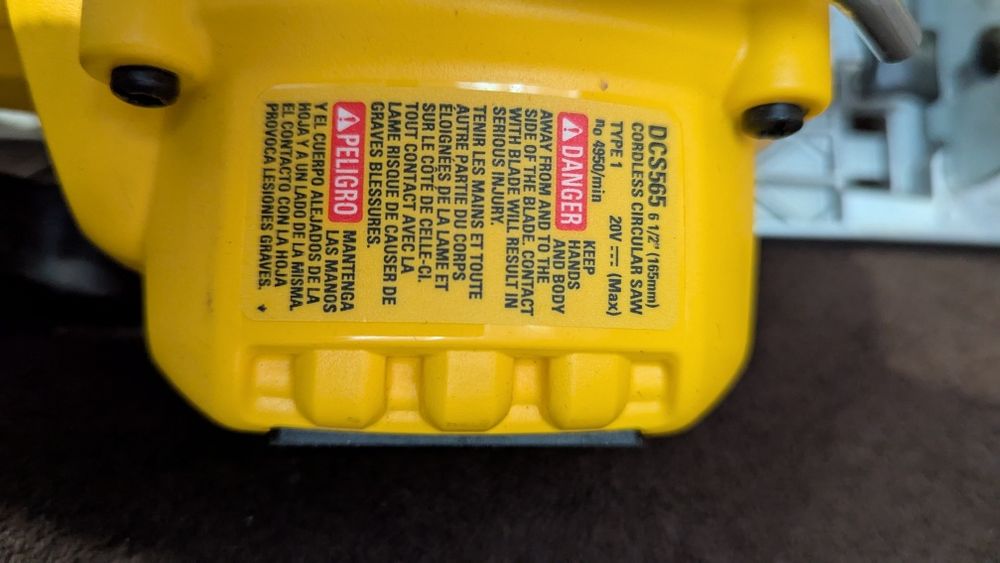 DCS565 6 1/2" (165mm)
CORDLESS CIRCULAR SAW
TYPE 1 20V ⎓ (Max)
no 4950/min
⚠DANGER KEEP
HANDS
AND BODY
AWAY FROM AND TO THE
SIDE OF THE BLADE. CONTACT
WITH BLADE WILL RESULT IN
SERIOUS INJURY.
TENIR LES MAINS ET TOUTE
AUTRE PARTIE DU CORPS
ÉLOIGNÉS DE LA LAME ET
SUR LE CÔTÉ DE CELLE-CI.
TOUT CONTACT AVEC LA
LAME RISQUE DE CAUSER DE
GRAVES BLESSURES.
⚠PELIGRO MANTENGA
LAS MANOS
Y EL CUERPO ALEJADOS DE LA
HOJA Y A UN LADO DE LA MISMA.
EL CONTACTO CON LA HOJA
PROVOCA LESIONES GRAVES.